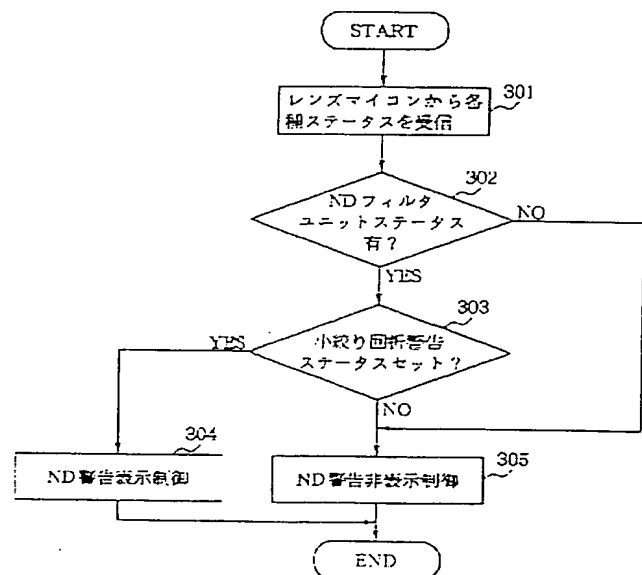 START
301
レンズマイコンから各
種ステータスを受信
302
NDフィルタ
ユニットステータス
有？
NO
YES
303
小絞り回折警告
ステータスセット？
YES
NO
304
ND警告表示制御
305
ND警告非表示制御
END